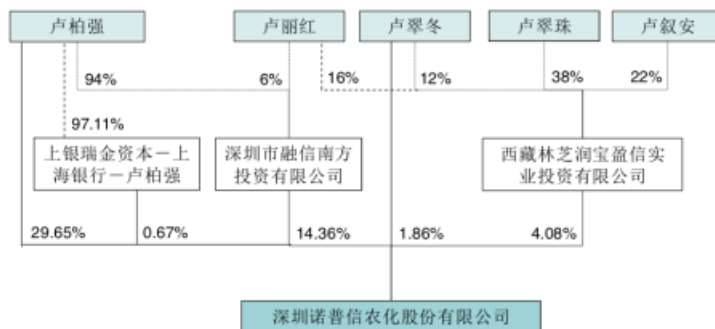 卢柏强
卢丽红
卢翠冬
卢翠珠
卢叙安
94%
6%
16%
12%
38%
22%
97.11%
上银瑞金资本－上
海银行－卢柏强
深圳市融信南方
投资有限公司
西藏林芝润宝盈信实
业投资有限公司
29.65%
0.67%
14.36%
1.86%
4.08%
深圳诺普信农化股份有限公司